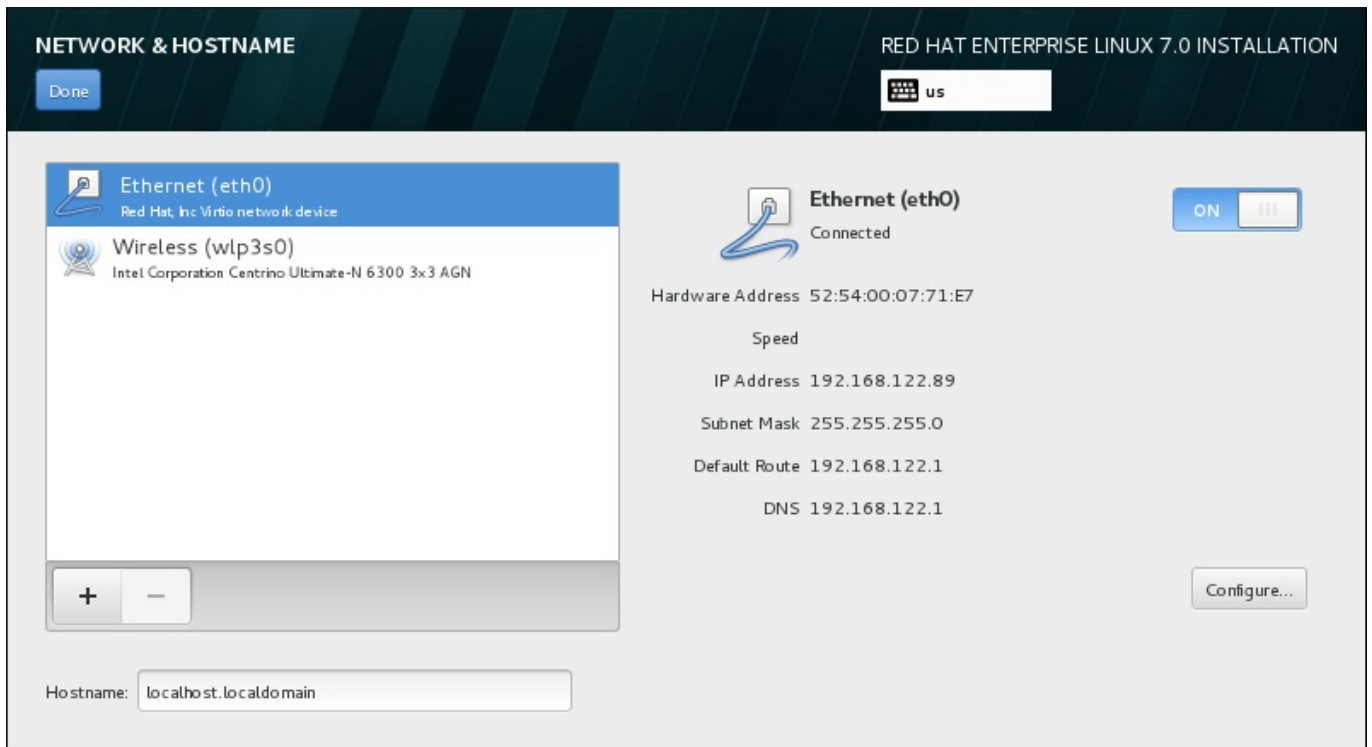 NETWORK & HOSTNAME
RED HAT ENTERPRISE LINUX 7.0 INSTALLATION
Done
us
Ethernet (eth0)
Red Hat, Inc Virtio network device
Wireless (wlp3s0)
Intel Corporation Centrino Ultimate-N 6300 3x3 AGN
Ethernet (eth0)
Connected
ON
Hardware Address 52:54:00:07:71:E7
Speed
IP Address 192.168.122.89
Subnet Mask 255.255.255.0
Default Route 192.168.122.1
DNS 192.168.122.1
+ −
Configure...
Hostname: localhost.localdomain